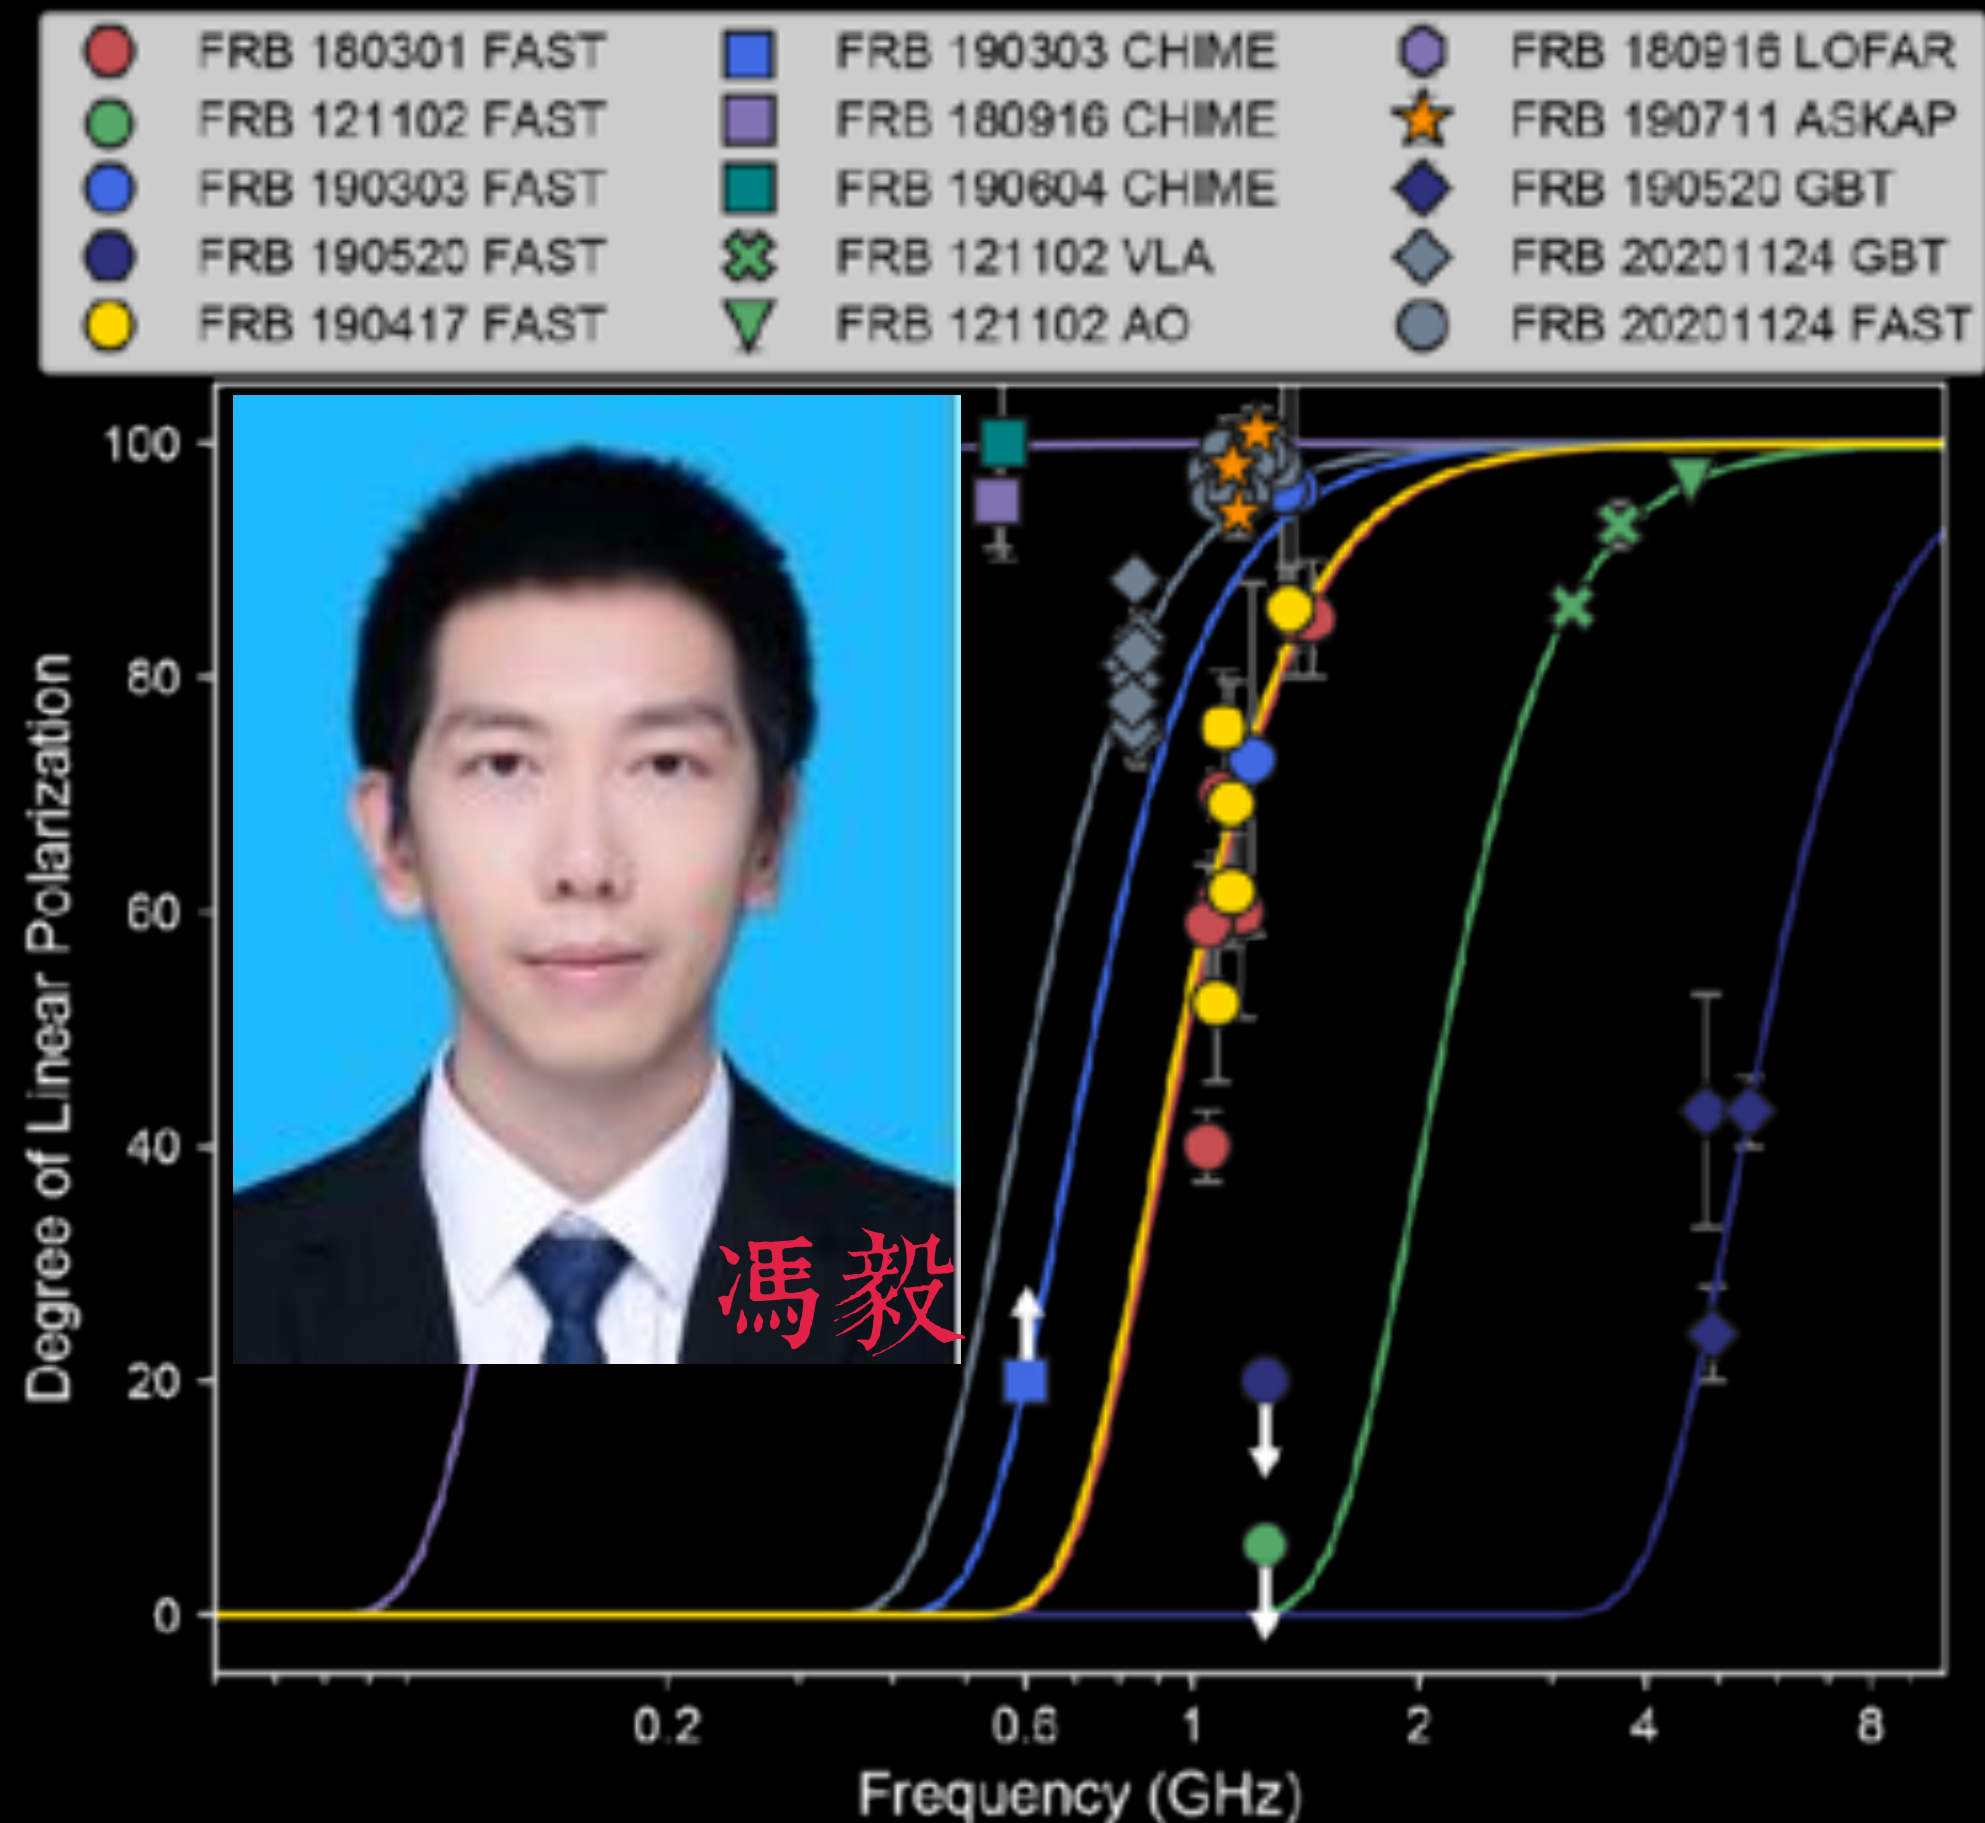 FRB 180301 FAST
FRB 121102 FAST
FRB 190303 FAST
FRB 190520 FAST
FRB 190417 FAST
FRB 190303 CHIME
FRB 180916 CHIME
FRB 190604 CHIME
FRB 121102 VLA
FRB 121102 AO
FRB 180916 LOFAR
FRB 190711 ASKAP
FRB 190520 GBT
FRB 20201124 GBT
FRB 20201124 FAST
Degree of Linear Polarization
100
80
60
40
20
0
馮毅
0.2 0.6 1 2 4 8
Frequency (GHz)